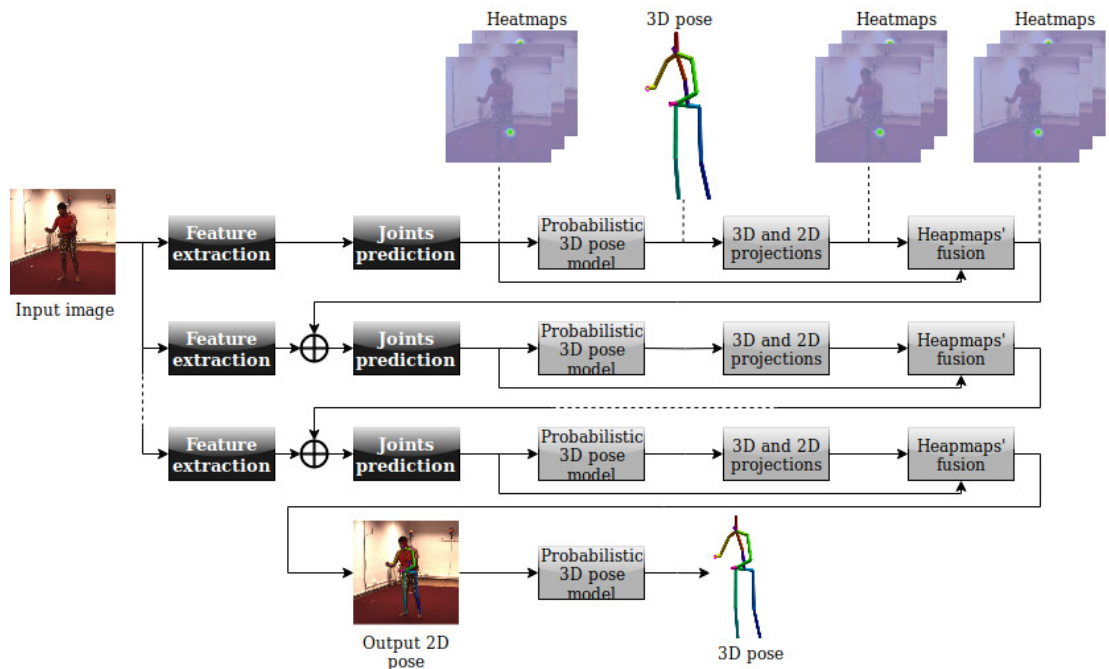 Heatmaps
3D pose
Heatmaps
Heatmaps
Input image
Feature
extraction
Joints
prediction
Probabilistic
3D pose
model
3D and 2D
projections
Heapmaps'
fusion
Feature
extraction
Joints
prediction
Probabilistic
3D pose
model
3D and 2D
projections
Heapmaps'
fusion
Feature
extraction
Joints
prediction
Probabilistic
3D pose
model
3D and 2D
projections
Heapmaps'
fusion
Output 2D
pose
Probabilistic
3D pose
model
3D pose